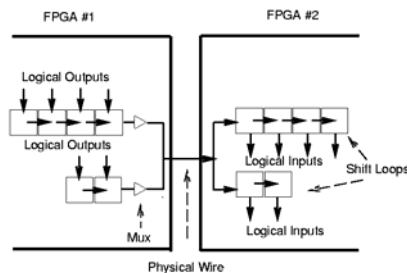 FPGA #1
FPGA #2
Logical Outputs
Logical Outputs
Logical Inputs
Shift Loops
Mux
Logical Inputs
Physical Wire